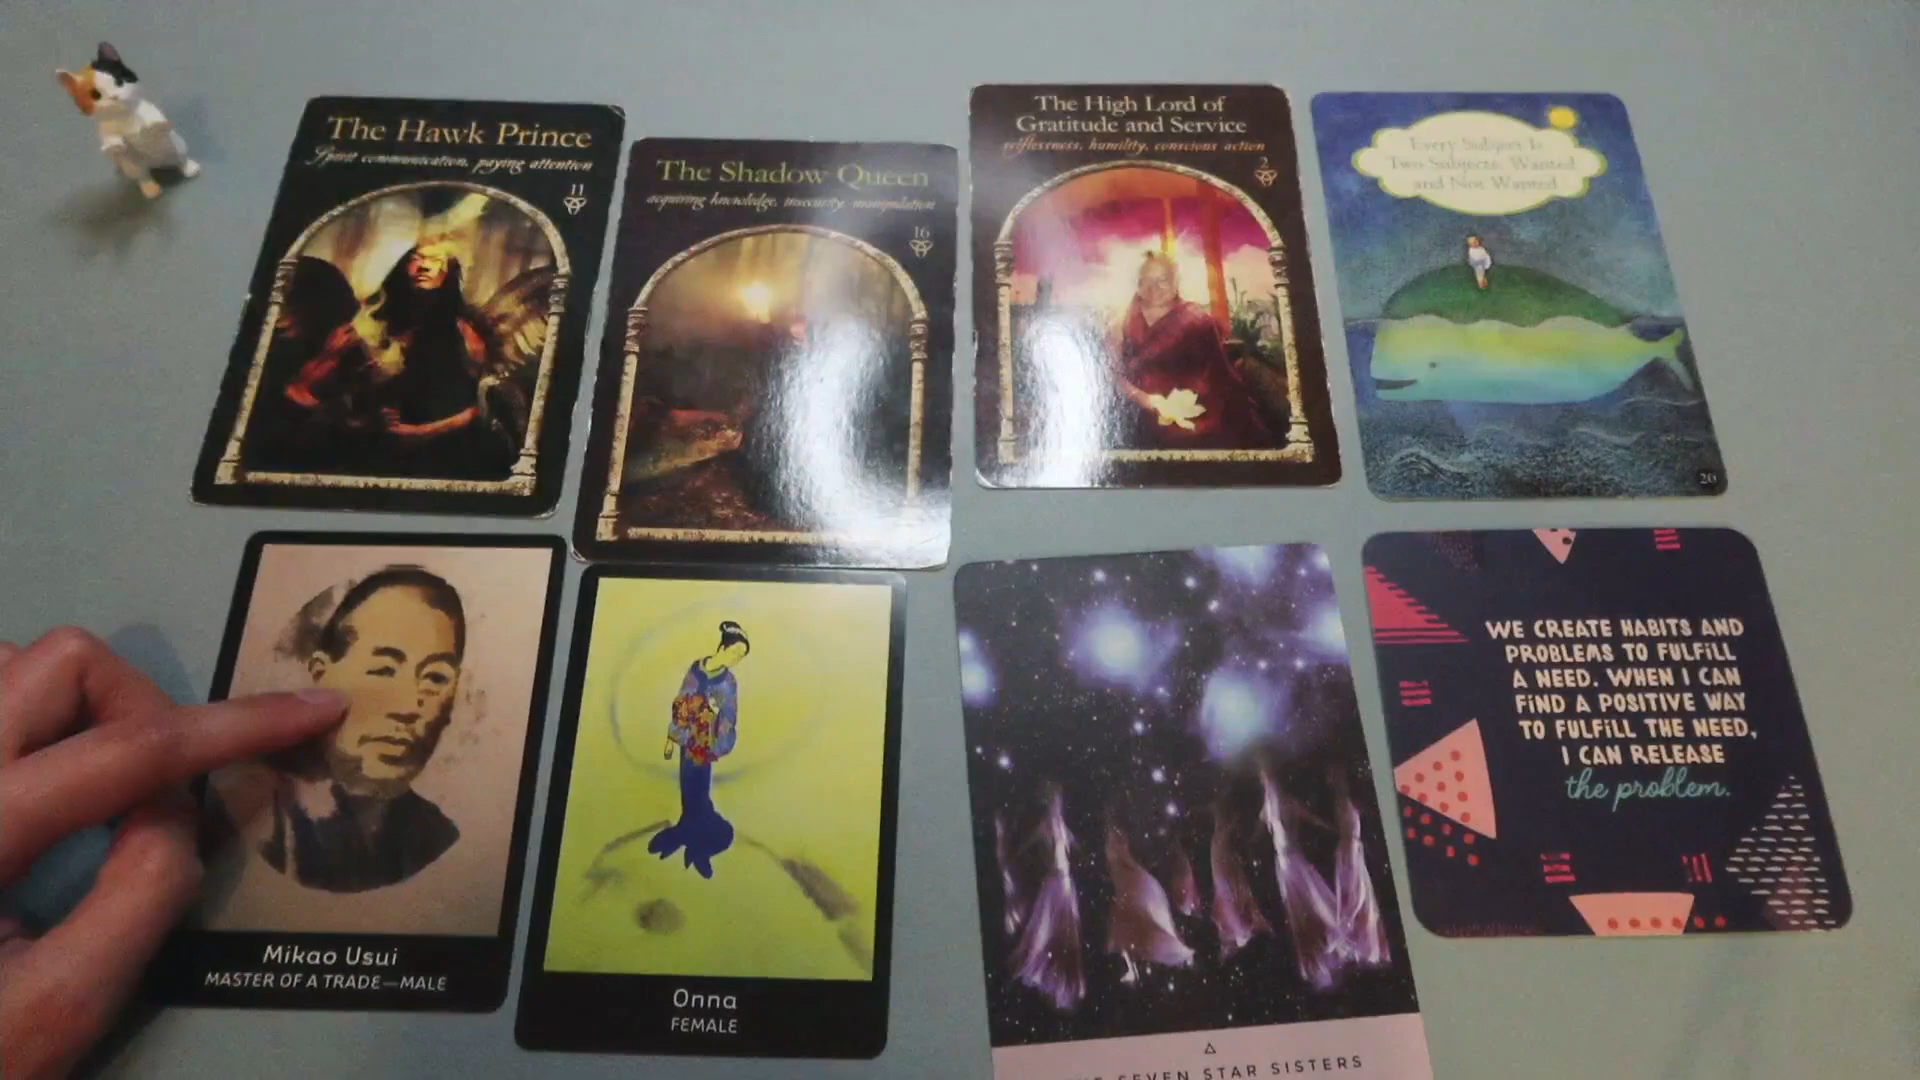 The Hawk Prince
Spirit communication, paying attention
11
The Shadow Queen
acquiring knowledge, insecurity manipulation
16
The High Lord of
Gratitude and Service
selflessness, humility, conscious action
2
Every Subject Is
Two Subjects: Wanted
and Not Wanted
20
Mikao Usui
MASTER OF A TRADE—MALE
Onna
FEMALE
SEVEN STAR SISTERS
WE CREATE HABITS AND
PROBLEMS TO FULFILL
A NEED. WHEN I CAN
FIND A POSITIVE WAY
TO FULFILL THE NEED,
I CAN RELEASE
the problem.